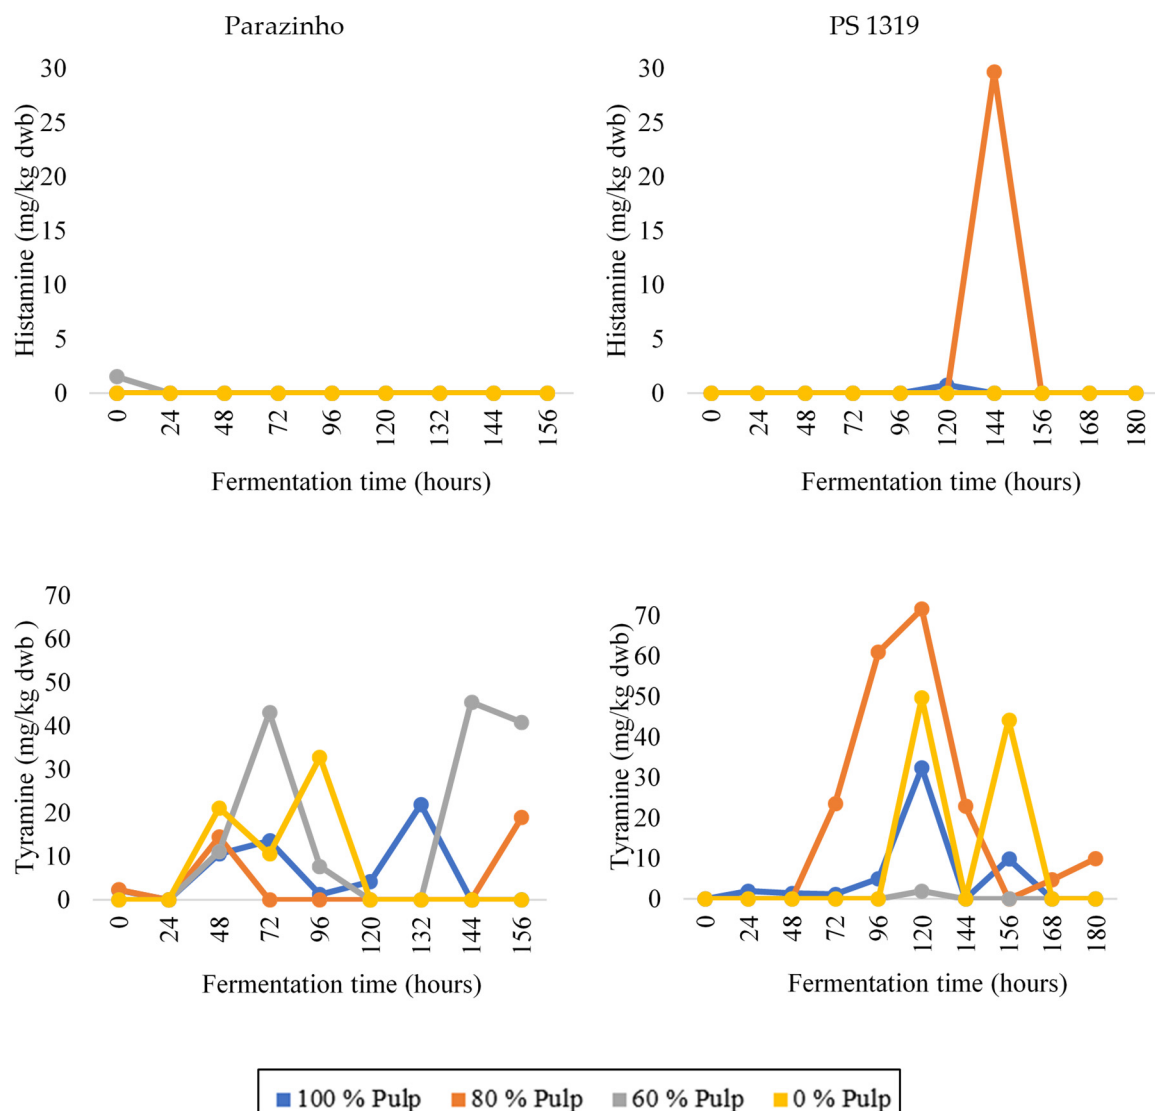 Parazinho
PS 1319
30
25
20
15
10
5
0
Histamine (mg/kg dwb)
0 24 48 72 96 120 132 144 156
Fermentation time (hours)
30
25
20
15
10
5
0
Histamine (mg/kg dwb)
0 24 48 72 96 120 144 156 168 180
Fermentation time (hours)
70
60
50
40
30
20
10
0
Tyramine (mg/kg dwb )
0 24 48 72 96 120 132 144 156
Fermentation time (hours)
70
60
50
40
30
20
10
0
Tyramine (mg/kg dwb)
0 24 48 72 96 120 144 156 168 180
Fermentation time (hours)
100 % Pulp 80 % Pulp 60 % Pulp 0 % Pulp